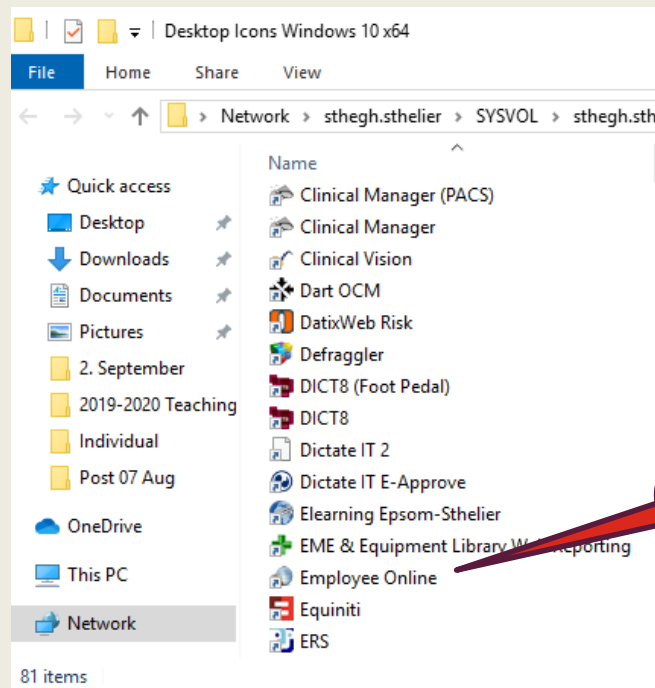 Desktop Icons Windows 10 x64
File Home Share View
Network › sthegh.sthelier › SYSVOL › sthegh.sth
Name
Quick access
Desktop
Downloads
Documents
Pictures
2. September
2019-2020 Teaching
Individual
Post 07 Aug
OneDrive
This PC
Network
Clinical Manager (PACS)
Clinical Manager
Clinical Vision
Dart OCM
DatixWeb Risk
Defraggler
DICT8 (Foot Pedal)
DICT8
Dictate IT 2
Dictate IT E-Approve
Elearning Epsom-Sthelier
EME & Equipment Library Reporting
Employee Online
Equiniti
ERS
81 items